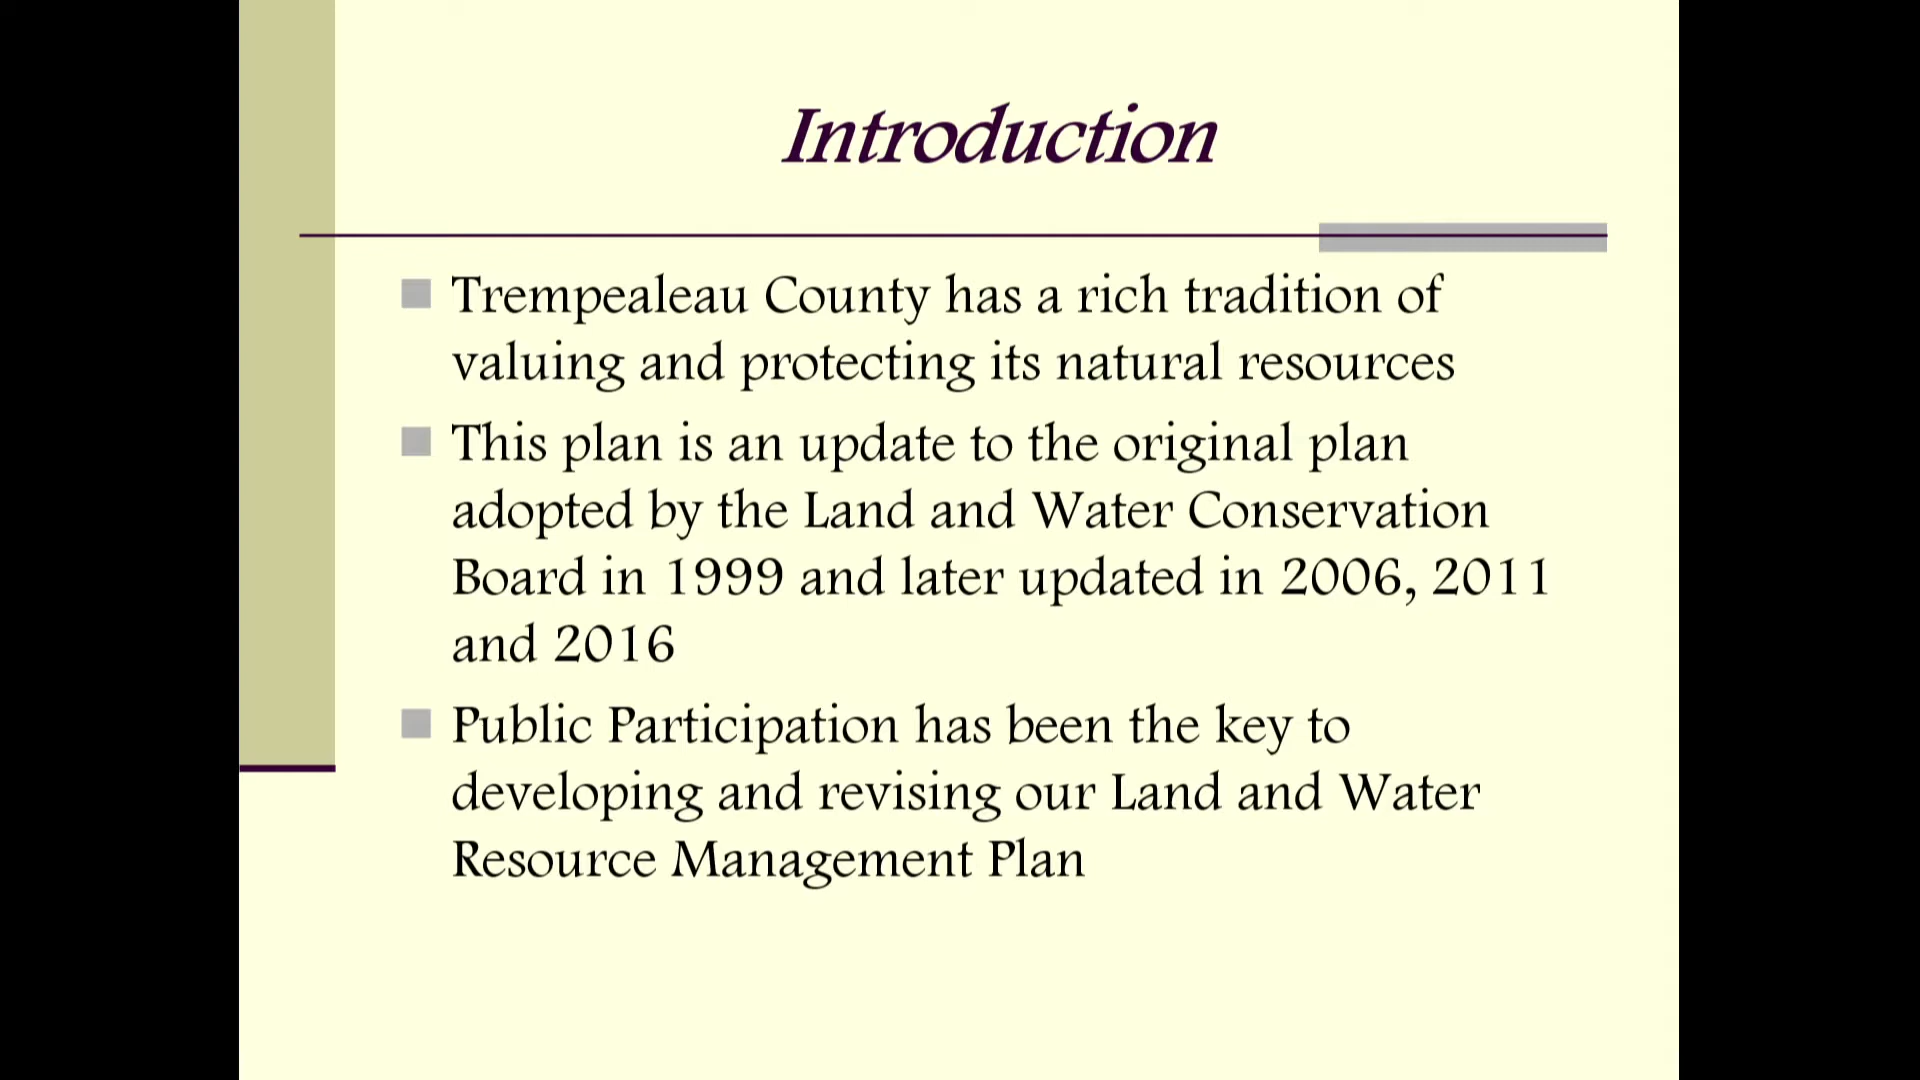 Introduction
Trempealeau County has a rich tradition of
valuing and protecting its natural resources
This plan is an update to the original plan
adopted by the Land and Water Conservation
Board in 1999 and later updated in 2006, 2011
and 2016
Public Participation has been the key to
developing and revising our Land and Water
Resource Management Plan